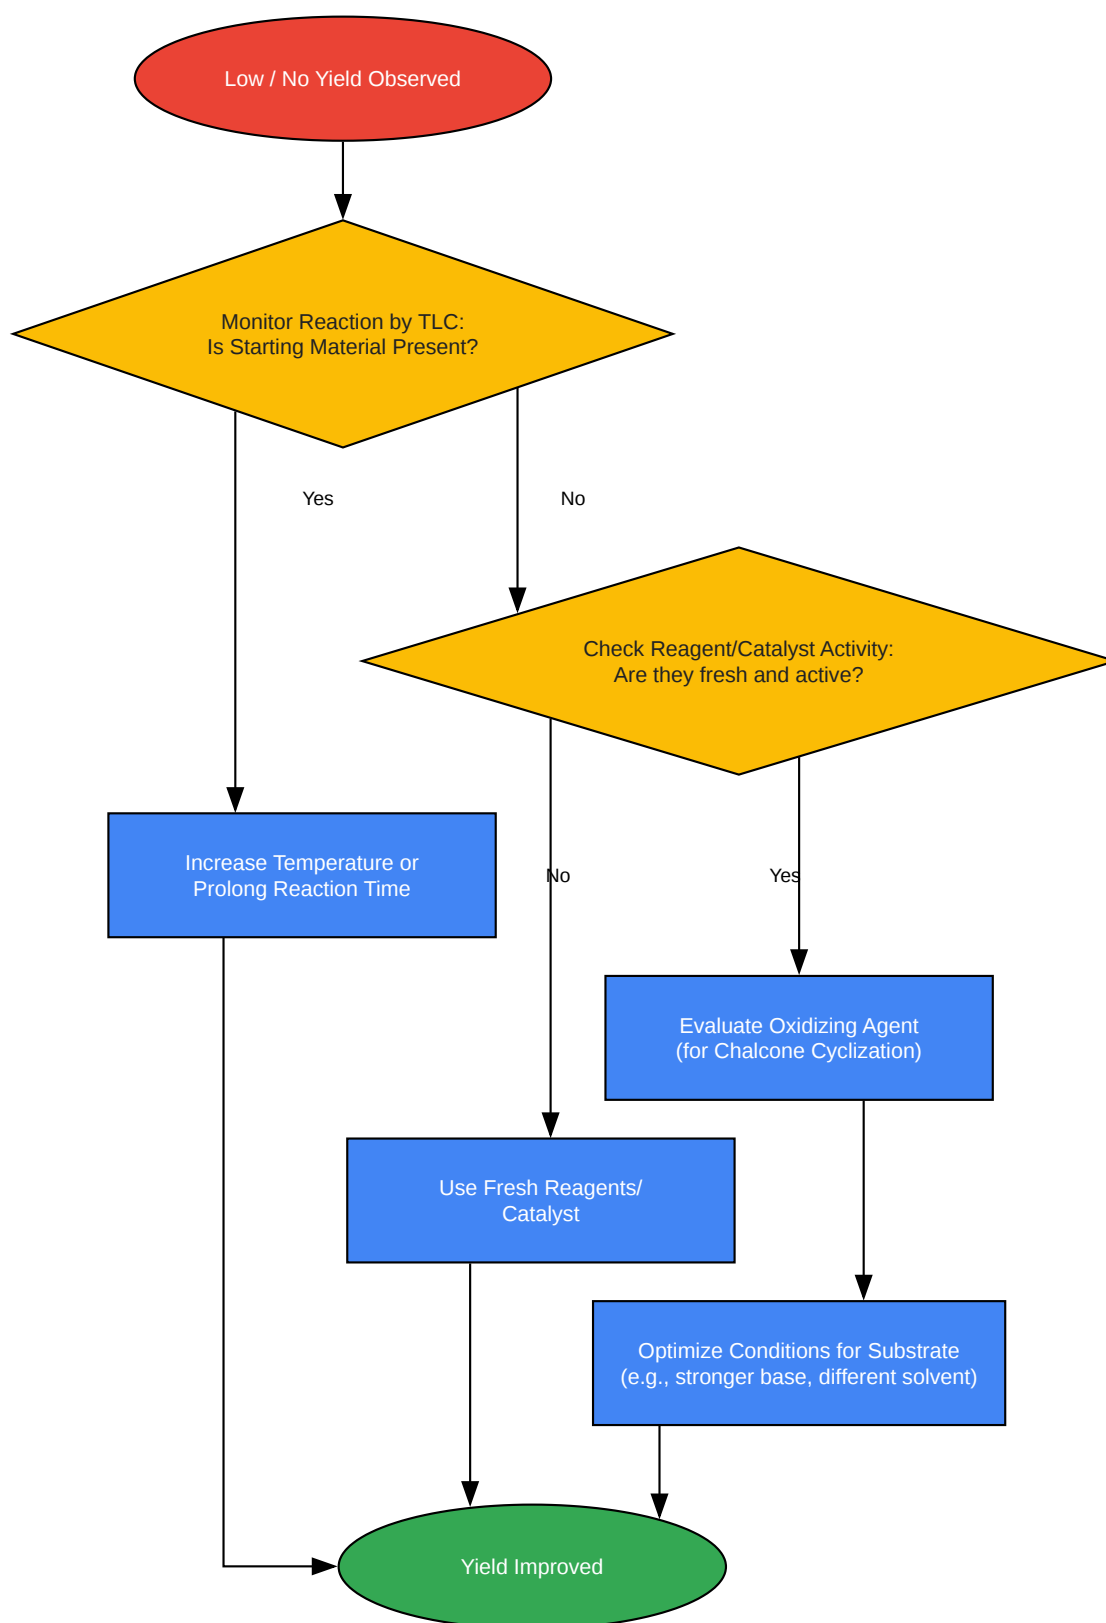 Low / No Yield Observed
Monitor Reaction by TLC:
Is Starting Material Present?
Yes
No
Check Reagent/Catalyst Activity:
Are they fresh and active?
Increase Temperature or
Prolong Reaction Time
No
Yes
Evaluate Oxidizing Agent
(for Chalcone Cyclization)
Use Fresh Reagents/
Catalyst
Optimize Conditions for Substrate
(e.g., stronger base, different solvent)
Yield Improved